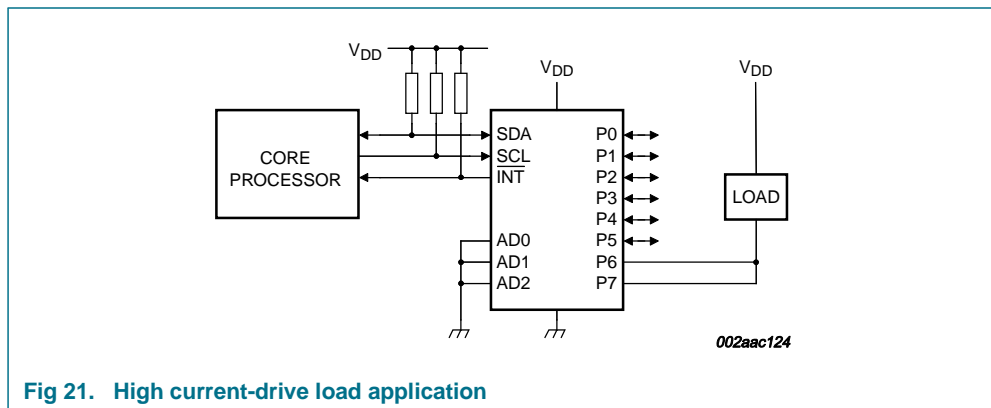 VDD
VDD
VDD
CORE
PROCESSOR
SDA
SCL
INT
AD0
AD1
AD2
P0
P1
P2
P3
P4
P5
P6
P7
LOAD
002aac124
Fig 21. High current-drive load application